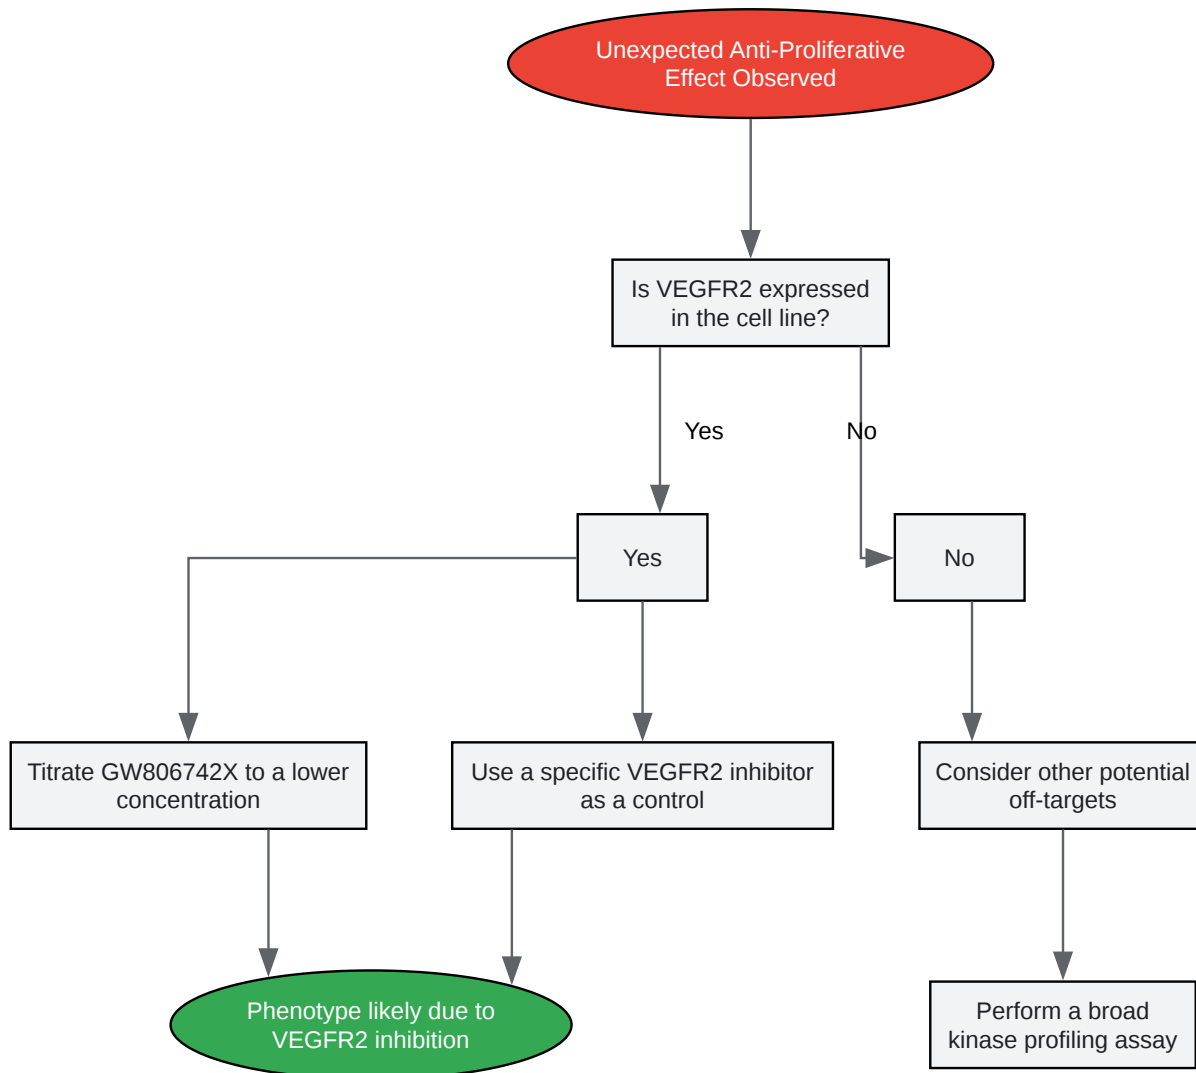 Unexpected Anti-Proliferative
Effect Observed
Is VEGFR2 expressed
in the cell line?
Yes
No
Yes
No
Titrate GW806742X to a lower
concentration
Use a specific VEGFR2 inhibitor
as a control
Consider other potential
off-targets
Phenotype likely due to
VEGFR2 inhibition
Perform a broad
kinase profiling assay